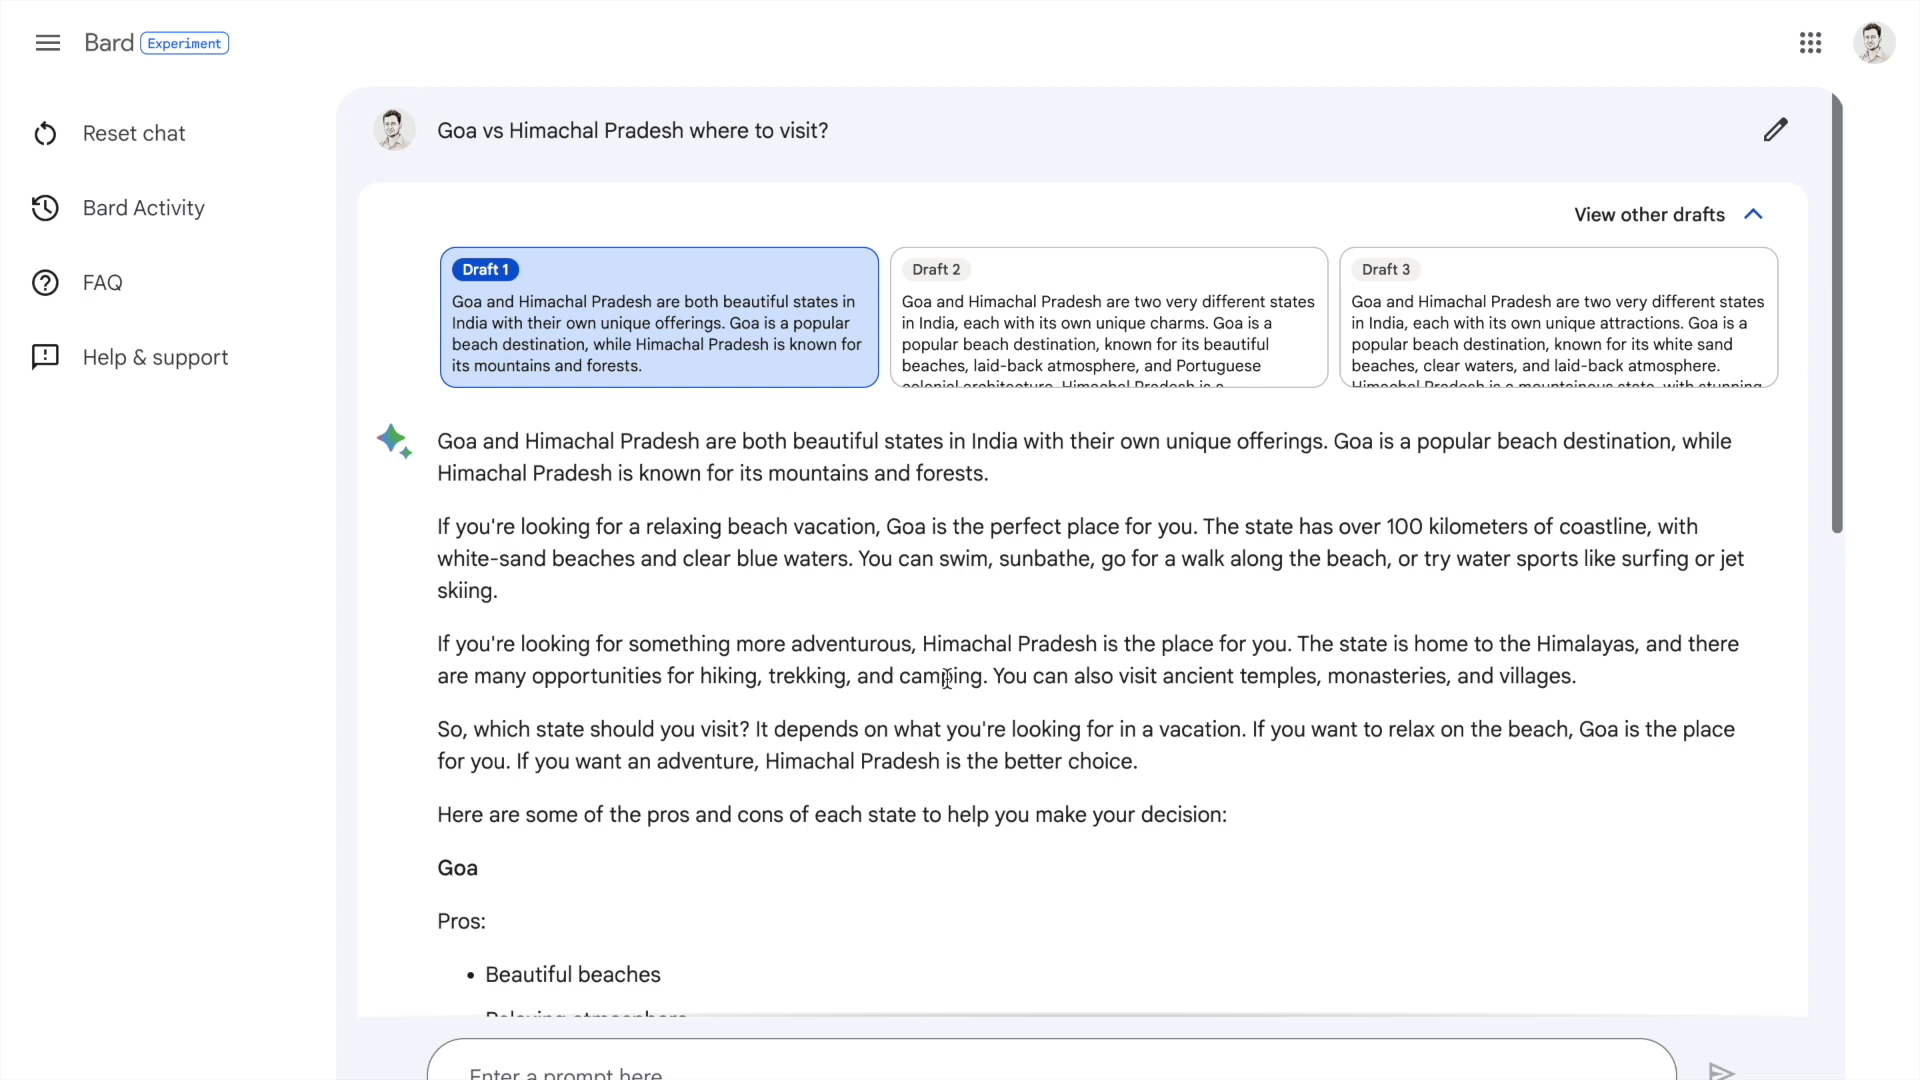 Bard Experiment
Reset chat
Bard Activity
FAQ
Help & support
Goa vs Himachal Pradesh where to visit?
View other drafts
Draft 1
Goa and Himachal Pradesh are both beautiful states in
India with their own unique offerings. Goa is a popular
beach destination, while Himachal Pradesh is known for
its mountains and forests.
Draft 2
Goa and Himachal Pradesh are two very different states
in India, each with its own unique charms. Goa is a
popular beach destination, known for its beautiful
beaches, laid-back atmosphere, and Portuguese
colonial architecture. Himachal Pradesh is a
Draft 3
Goa and Himachal Pradesh are two very different states
in India, each with its own unique attractions. Goa is a
popular beach destination, known for its white sand
beaches, clear waters, and laid-back atmosphere.
Himachal Pradesh is a mountainous state, with stunning
Goa and Himachal Pradesh are both beautiful states in India with their own unique offerings. Goa is a popular beach destination, while
Himachal Pradesh is known for its mountains and forests.
If you're looking for a relaxing beach vacation, Goa is the perfect place for you. The state has over 100 kilometers of coastline, with
white-sand beaches and clear blue waters. You can swim, sunbathe, go for a walk along the beach, or try water sports like surfing or jet
skiing.
If you're looking for something more adventurous, Himachal Pradesh is the place for you. The state is home to the Himalayas, and there
are many opportunities for hiking, trekking, and camping. You can also visit ancient temples, monasteries, and villages.
So, which state should you visit? It depends on what you're looking for in a vacation. If you want to relax on the beach, Goa is the place
for you. If you want an adventure, Himachal Pradesh is the better choice.
Here are some of the pros and cons of each state to help you make your decision:
Goa
Pros:
• Beautiful beaches
Relaxing atmosphere
Enter a prompt here